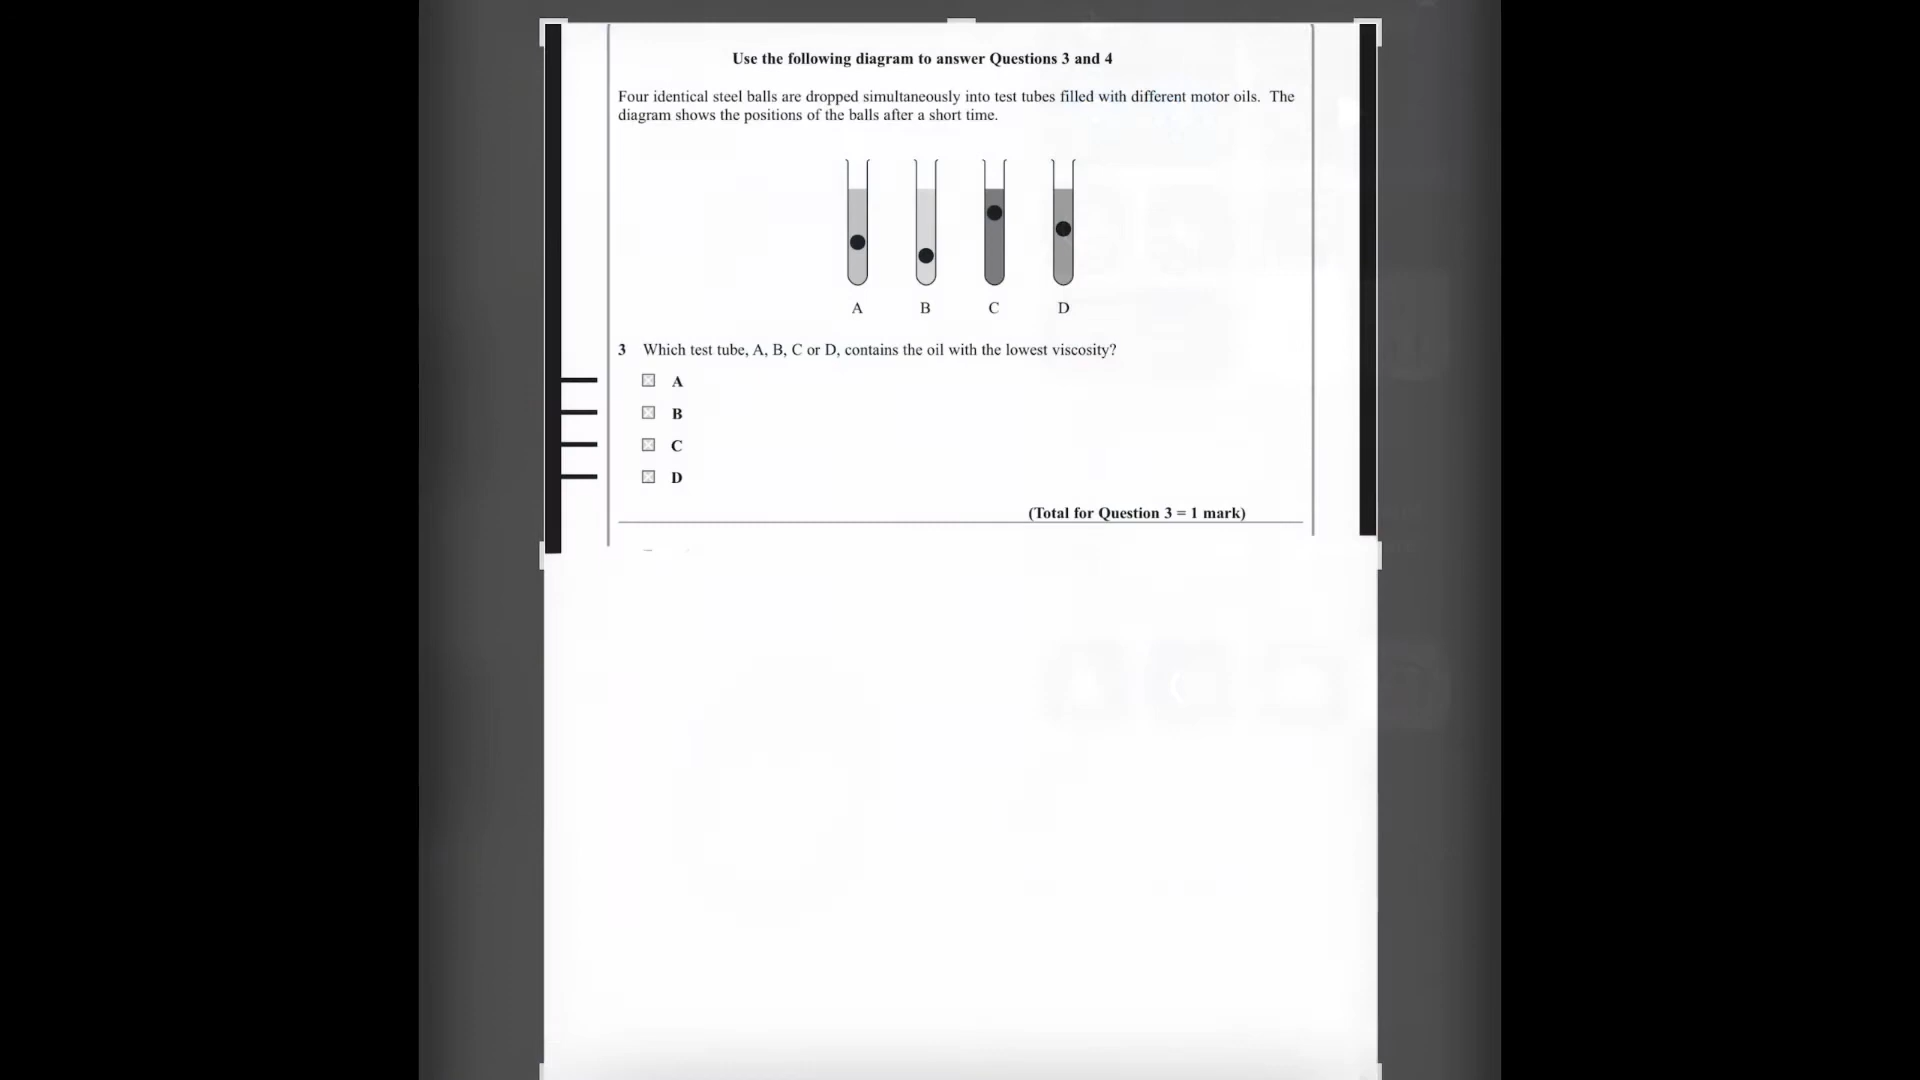 Use the following diagram to answer Questions 3 and 4
Four identical steel balls are dropped simultaneously into test tubes filled with different motor oils. The
diagram shows the positions of the balls after a short time.
A B C D
3 Which test tube, A, B, C or D, contains the oil with the lowest viscosity?
A
B
C
D
(Total for Question 3 = 1 mark)